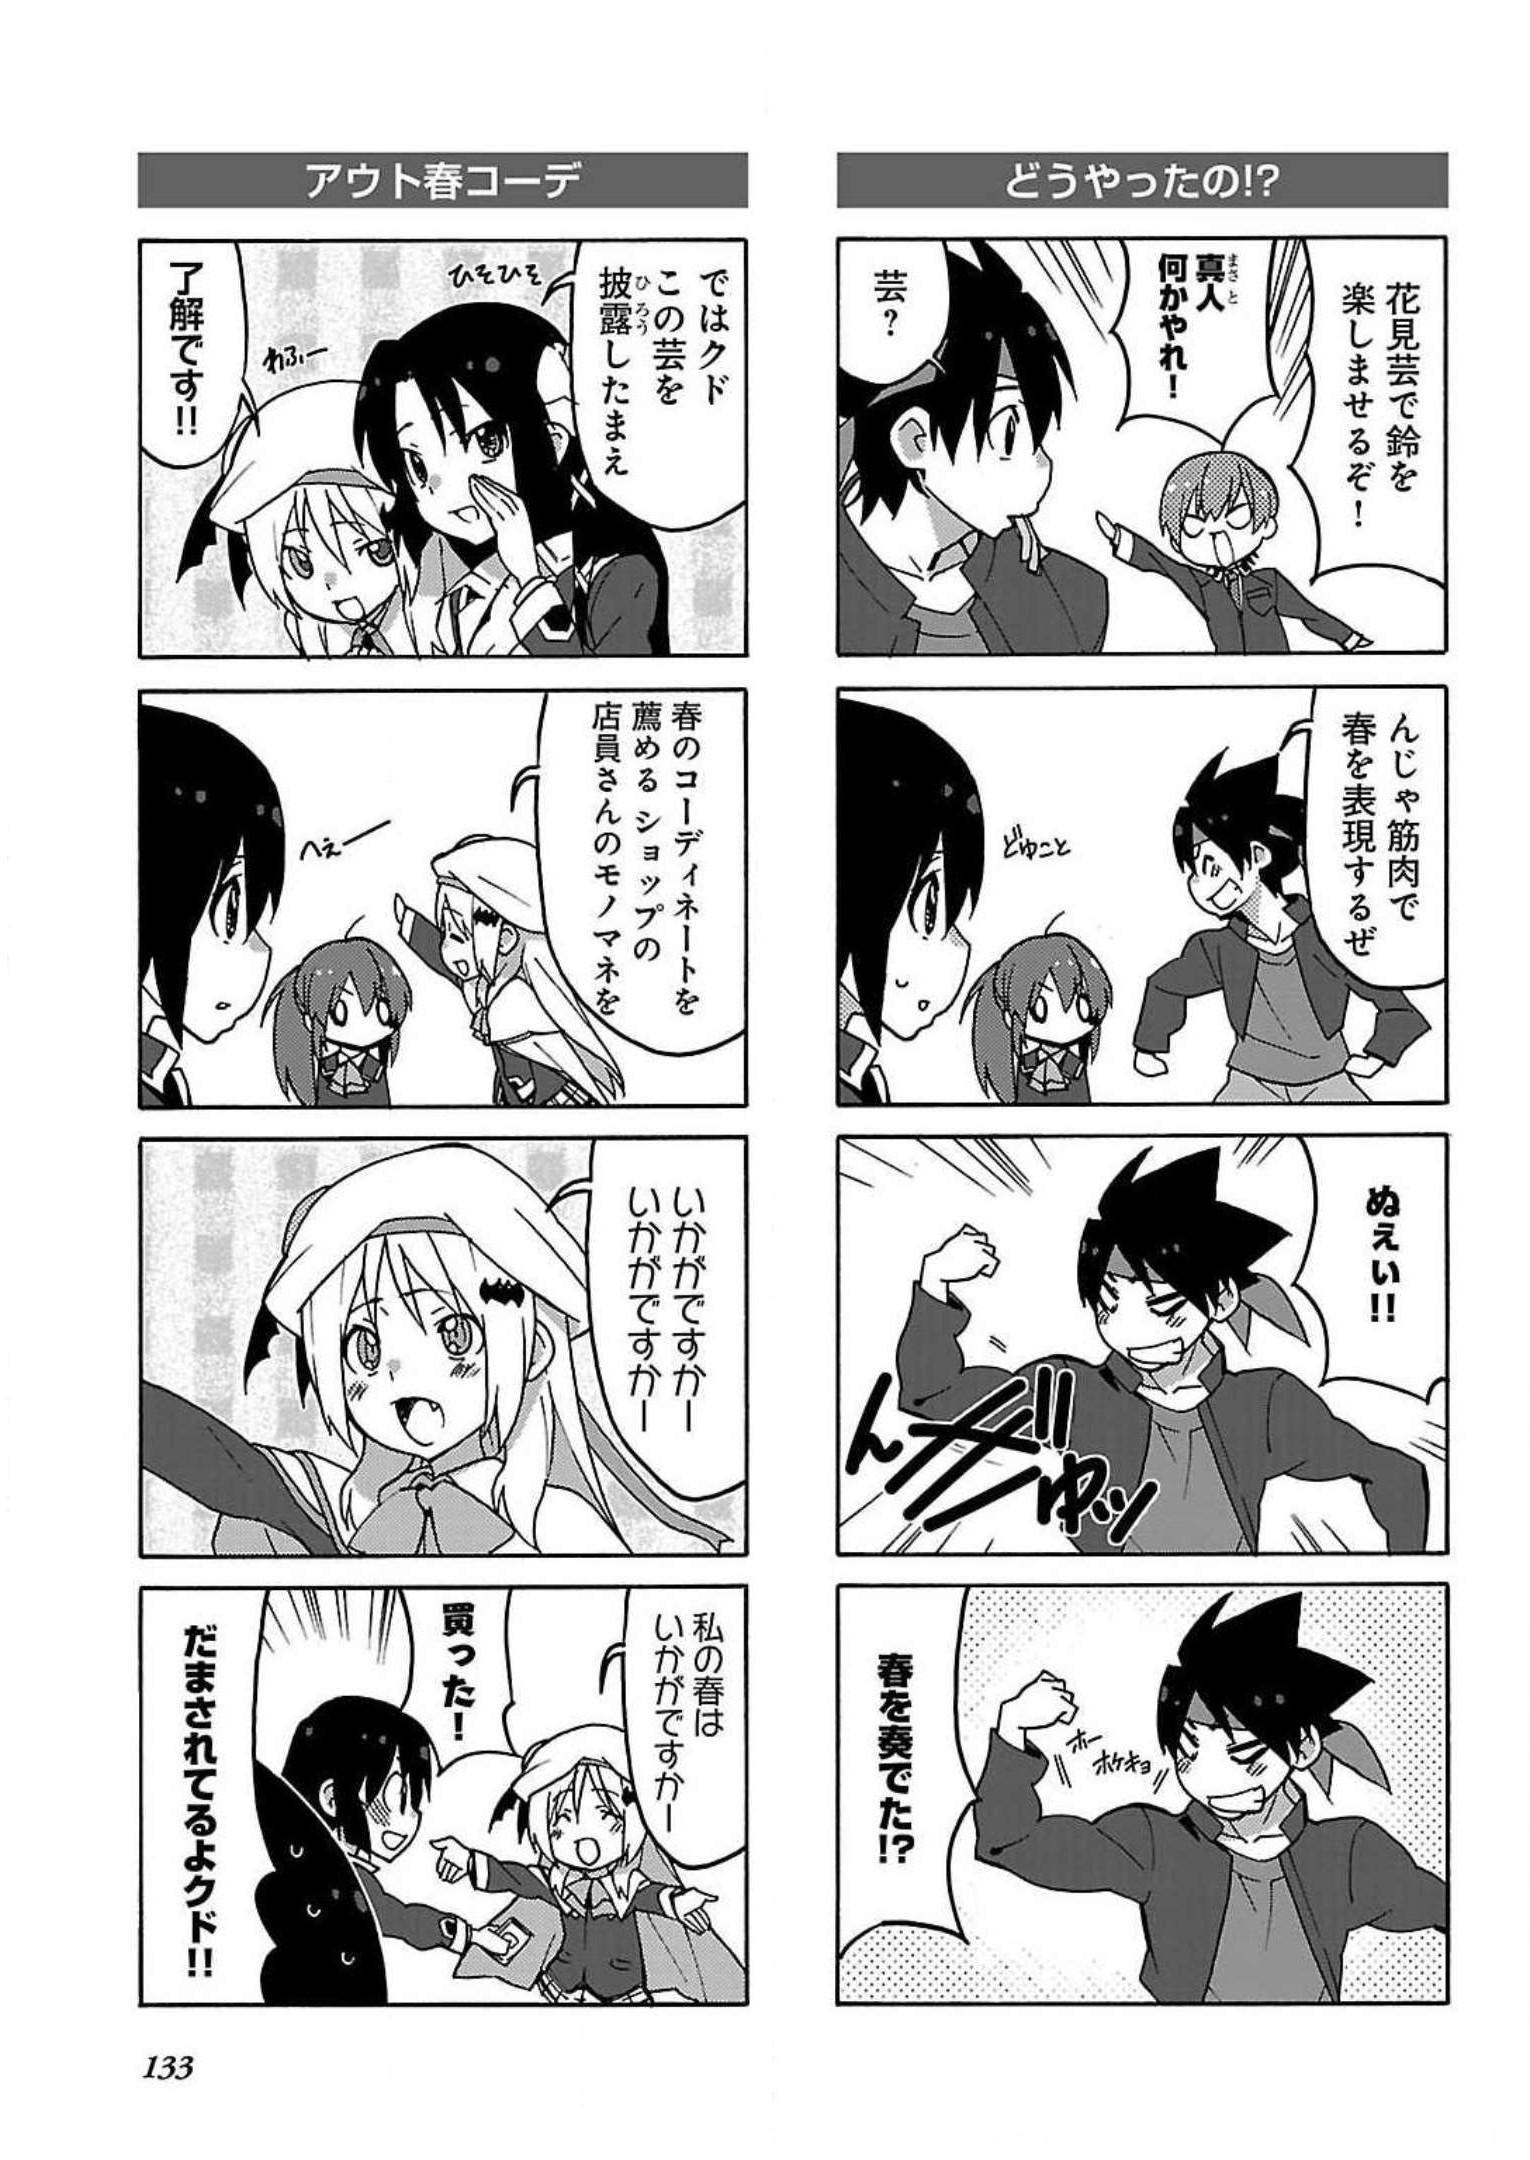 どうやったの!?
花見芸で鈴を
楽しませるぞ！
真人
まさと
何かやれ！
芸？
んじゃ筋肉で
春を表現するぜ
どゆこと
ぬぇい!!
んぎゅッ
ホー
ホケキョ
春を奏でた!?
アウト春コーデ
ではクド
この芸を
披露したまえ
ひろう
ひそひそ
わふー
了解です!!
春のコーディネートを
薦めるショップの
店員さんのモノマネを
へぇー
いかがですかー
いかがですかー
私の春は
いかがですかー
買った！
だまされてるよクド!!
133